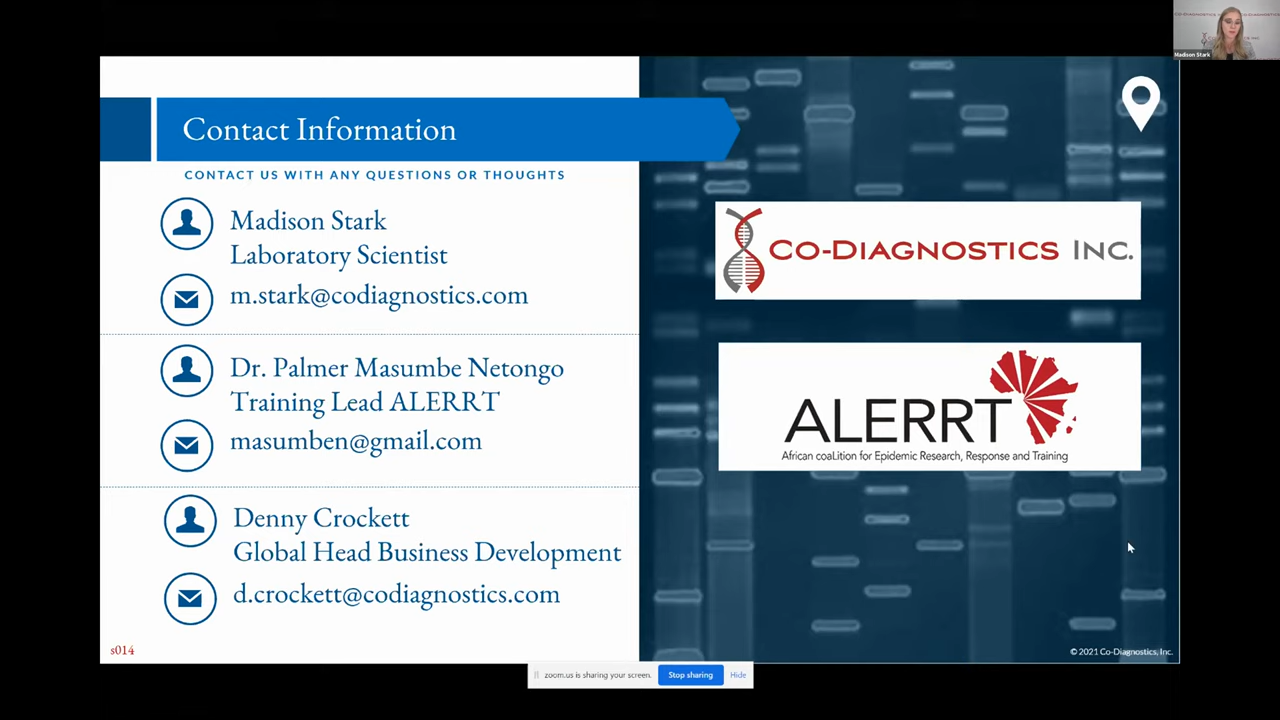 Contact Information
CONTACT US WITH ANY QUESTIONS OR THOUGHTS
Madison Stark
Laboratory Scientist
m.stark@codiagnostics.com
Dr. Palmer Masumbe Netongo
Training Lead ALERRT
masumben@gmail.com
Denny Crockett
Global Head Business Development
d.crockett@codiagnostics.com
s014
CO-DIAGNOSTICS INC.
ALERRT
African coaLition for Epidemic Research, Response and Training
© 2021 Co-Diagnostics, Inc.
Madison Stark
zoom.us is sharing your screen.
Stop sharing
Hide